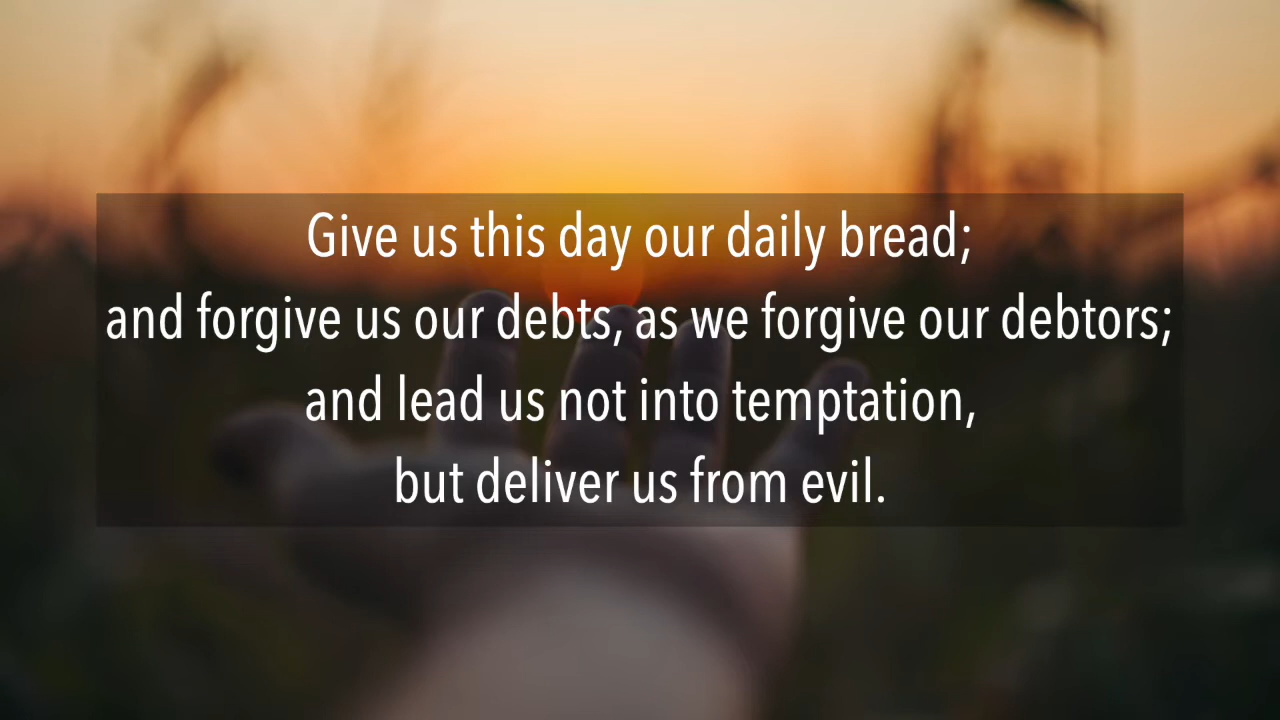 Give us this day our daily bread;
and forgive us our debts, as we forgive our debtors;
and lead us not into temptation,
but deliver us from evil.